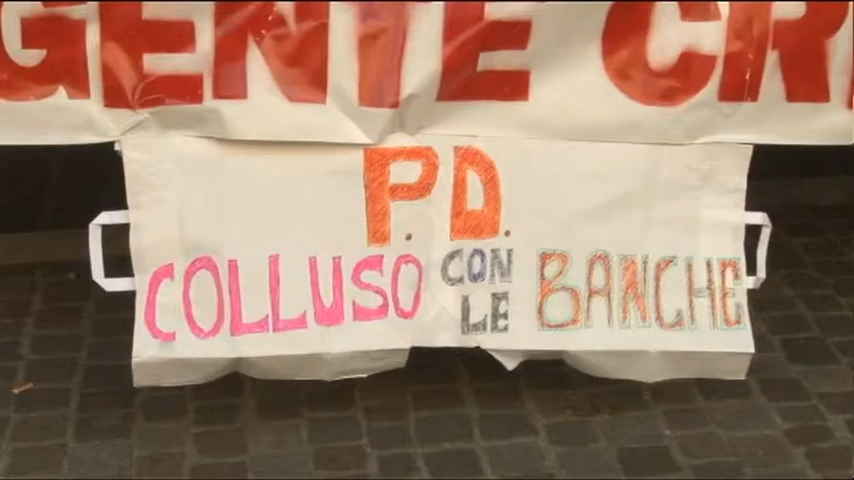 GENTE CR
P.D.
COLLUSO CON LE BANCHE